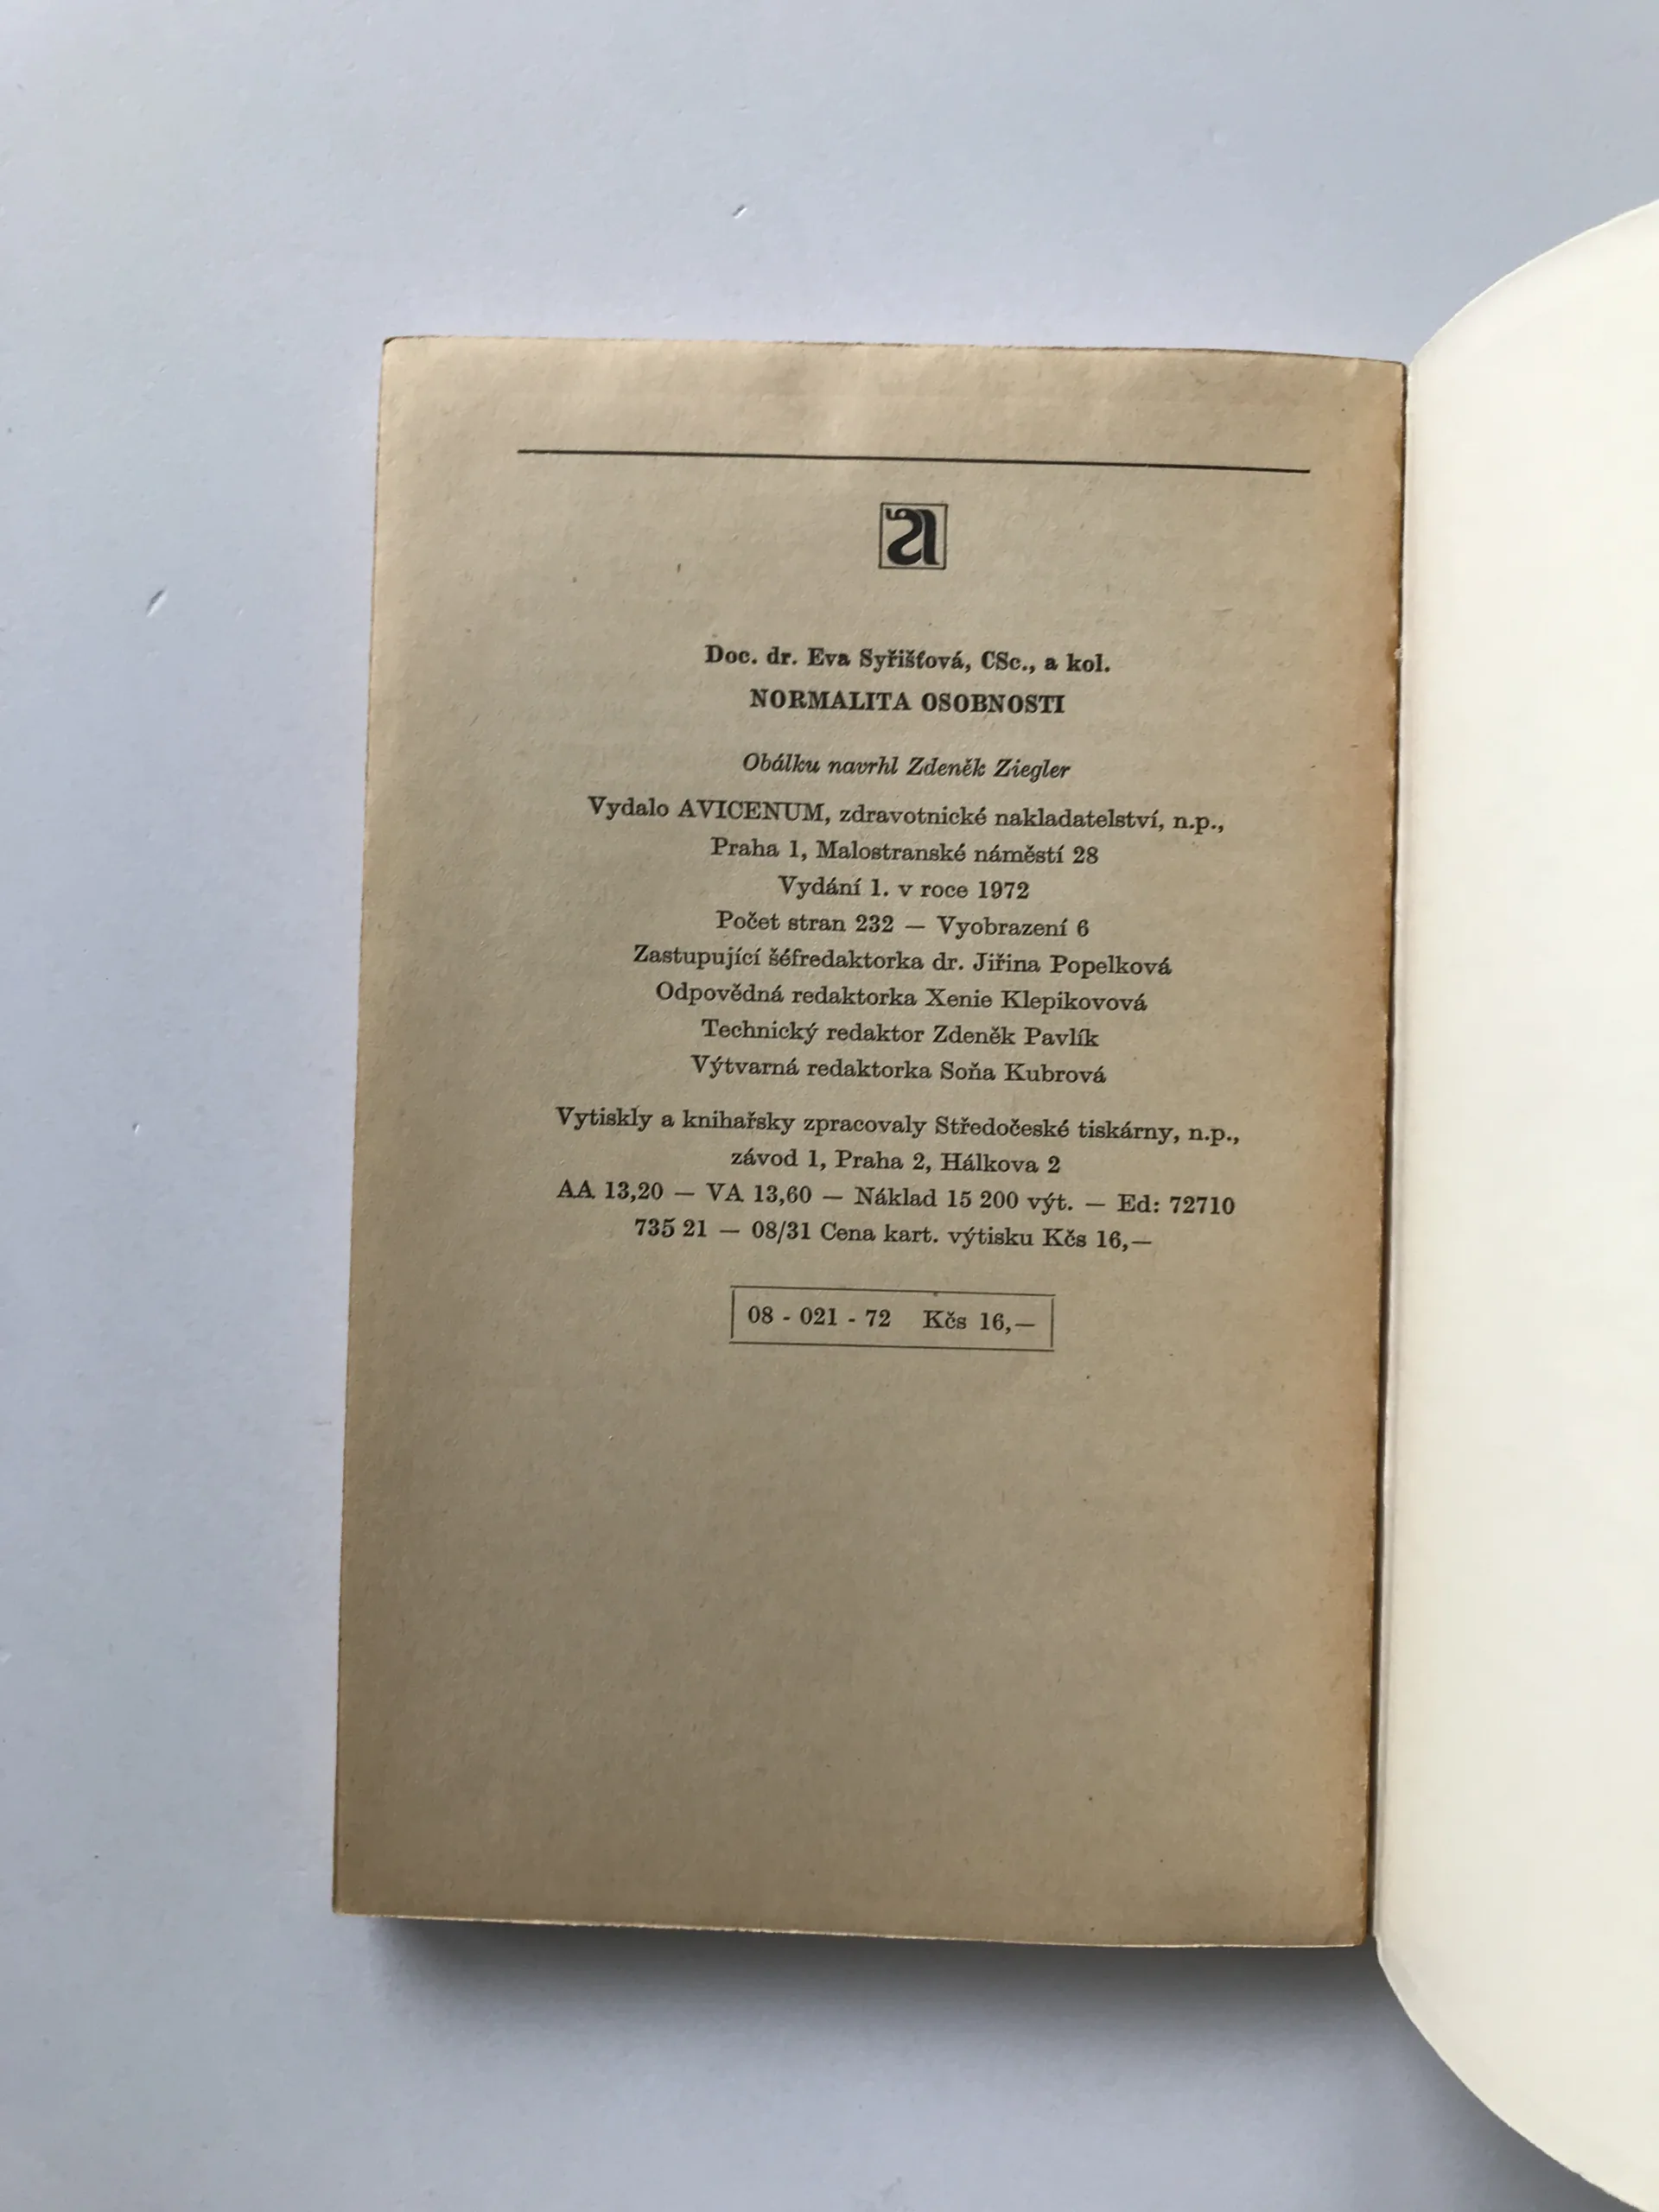 a
Doc. dr. Eva Syřišťová, CSc., a kol.
NORMALITA OSOBNOSTI
Obálku navrhl Zdeněk Ziegler
Vydalo AVICENUM, zdravotnické nakladatelství, n.p.,
Praha 1, Malostranské náměstí 28
Vydání 1. v roce 1972
Počet stran 232 — Vyobrazení 6
Zastupující šéfredaktorka dr. Jiřina Popelková
Odpovědná redaktorka Xenie Klepikovová
Technický redaktor Zdeněk Pavlík
Výtvarná redaktorka Soňa Kubrová
Vytiskly a knihařsky zpracovaly Středočeské tiskárny, n.p.,
závod 1, Praha 2, Hálkova 2
AA 13,20 — VA 13,60 — Náklad 15 200 výt. — Ed: 72710
735 21 — 08/31 Cena kart. výtisku Kčs 16,—
08 - 021 - 72 Kčs 16,—